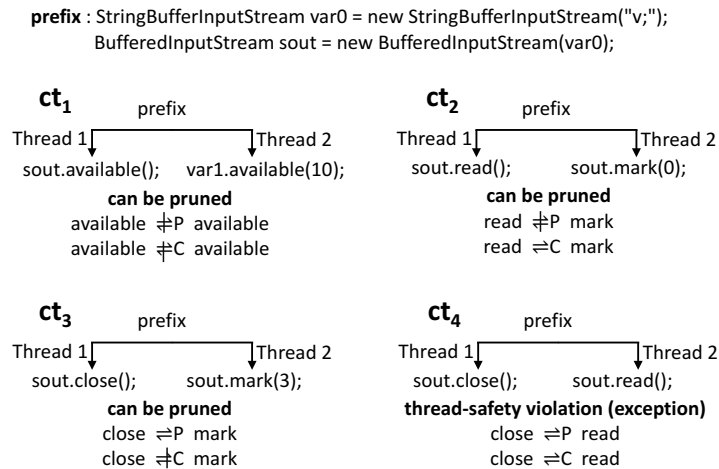 prefix : StringBufferInputStream var0 = new StringBufferInputStream("v;");
BufferedInputStream sout = new BufferedInputStream(var0);
ct1
prefix
Thread 1
Thread 2
sout.available();
var1.available(10);
can be pruned
available ⇌̸P available
available ⇌̸C available
ct2
prefix
Thread 1
Thread 2
sout.read();
sout.mark(0);
can be pruned
read ⇌̸P mark
read ⇌C mark
ct3
prefix
Thread 1
Thread 2
sout.close();
sout.mark(3);
can be pruned
close ⇌P mark
close ⇌̸C mark
ct4
prefix
Thread 1
Thread 2
sout.close();
sout.read();
thread-safety violation (exception)
close ⇌P read
close ⇌C read